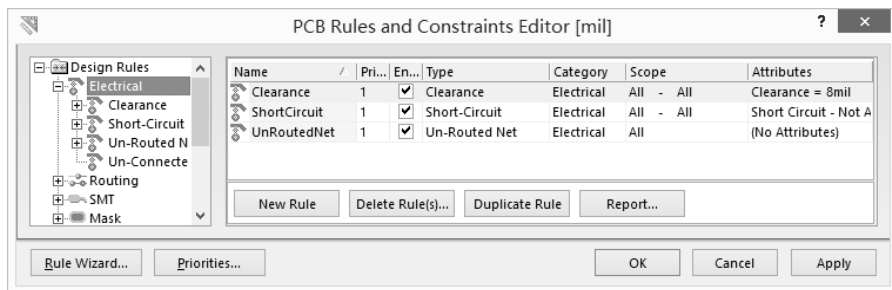 PCB Rules and Constraints Editor [mil] ? ×
Design Rules
Electrical
Clearance
Short-Circuit
Un-Routed N
Un-Connecte
Routing
SMT
Mask
Name Pri... En... Type Category Scope Attributes
Clearance 1 Clearance Electrical All - All Clearance = 8mil
ShortCircuit 1 Short-Circuit Electrical All - All Short Circuit - Not A
UnRoutedNet 1 Un-Routed Net Electrical All (No Attributes)
New Rule Delete Rule(s)... Duplicate Rule Report...
Rule Wizard... Priorities... OK Cancel Apply